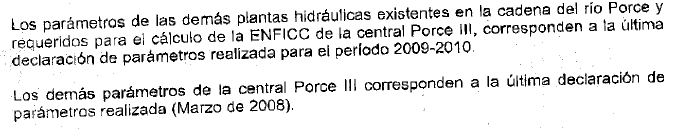 Los parámetros de las demás plantas hidráulicas existentes en la cadena del río Porce y
requeridos para el cálculo de la ENFICC de la central Porce III, corresponden a la última
declaración de parámetros realizada para el período 2009-2010.
Los demás parámetros de la central Porce III corresponden a la última declaración de
parámetros realizada (Marzo de 2008).